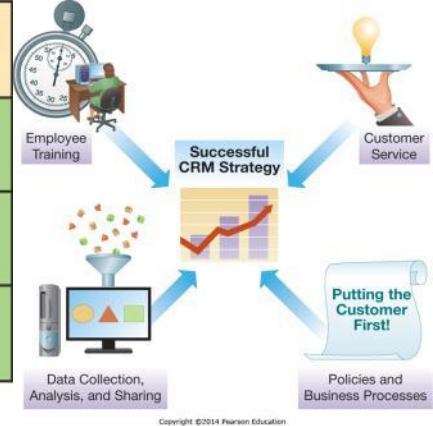 Employee
Training
Customer
Service
Successful
CRM Strategy
Data Collection,
Analysis, and Sharing
Putting the
Customer
First!
Policies and
Business Processes
Copyright ©2014 Pearson Education